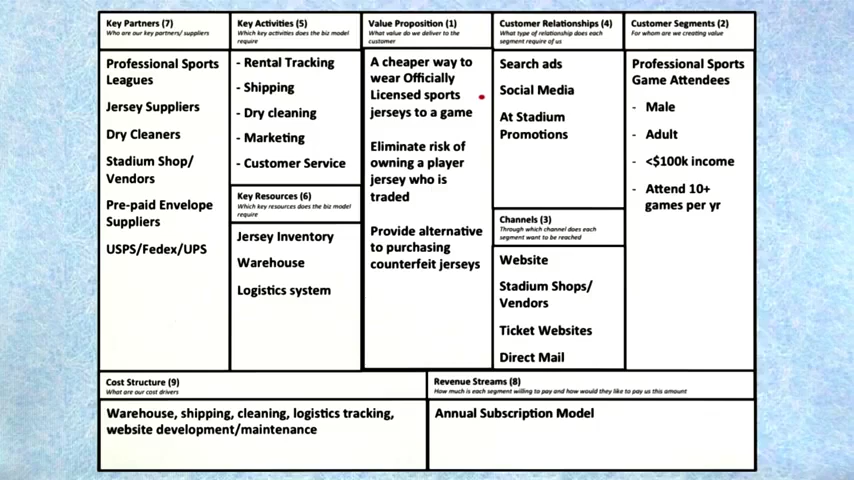 Key Partners (7)
Who are our key partners/ suppliers
Professional Sports
Leagues
Jersey Suppliers
Dry Cleaners
Stadium Shop/
Vendors
Pre-paid Envelope
Suppliers
USPS/Fedex/UPS
Key Activities (5)
Which key activities does the biz model
require
- Rental Tracking
- Shipping
- Dry cleaning
- Marketing
- Customer Service
Key Resources (6)
Which key resources does the biz model
require
Jersey Inventory
Warehouse
Logistics system
Value Proposition (1)
What value do we deliver to the
customer
A cheaper way to
wear Officially
Licensed sports
jerseys to a game
Eliminate risk of
owning a player
jersey who is
traded
Provide alternative
to purchasing
counterfeit jerseys
Customer Relationships (4)
What type of relationship does each
segment require of us
Search ads
Social Media
At Stadium
Promotions
Channels (3)
Through which channel does each
segment want to be reached
Website
Stadium Shops/
Vendors
Ticket Websites
Direct Mail
Customer Segments (2)
For whom are we creating value
Professional Sports
Game Attendees
- Male
- Adult
- <$100k income
- Attend 10+
games per yr
Cost Structure (9)
What are our cost drivers
Warehouse, shipping, cleaning, logistics tracking,
website development/maintenance
Revenue Streams (8)
How much is each segment willing to pay and how would they like to pay us this amount
Annual Subscription Model